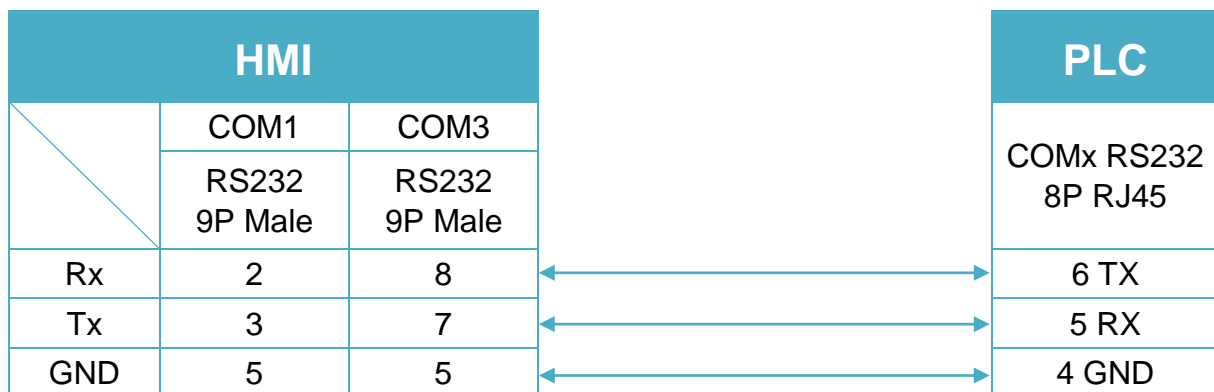 HMI
PLC
COM1 COM3
COMx RS232
8P RJ45
RS232 RS232
9P Male 9P Male
Rx 2 8 6 TX
Tx 3 7 5 RX
GND 5 5 4 GND